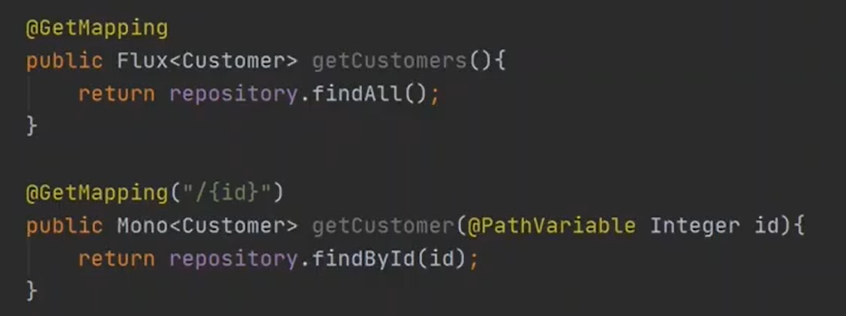 @GetMapping
public Flux<Customer> getCustomers(){
    return repository.findAll();
}

@GetMapping("/{id}")
public Mono<Customer> getCustomer(@PathVariable Integer id){
    return repository.findById(id);
}